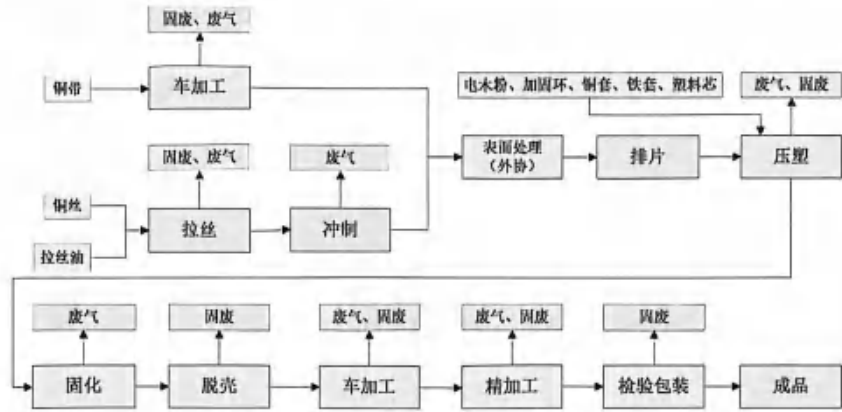 固废、废气
铜带
车加工
电木粉、加固环、铜套、铁套、塑料芯
废气、固废
固废、废气
废气
表面处理
（外协）
排片
压塑
铜丝
拉丝油
拉丝
冲制
废气
固废
废气、固废
废气、固废
固废
固化
脱壳
车加工
精加工
检验包装
成品